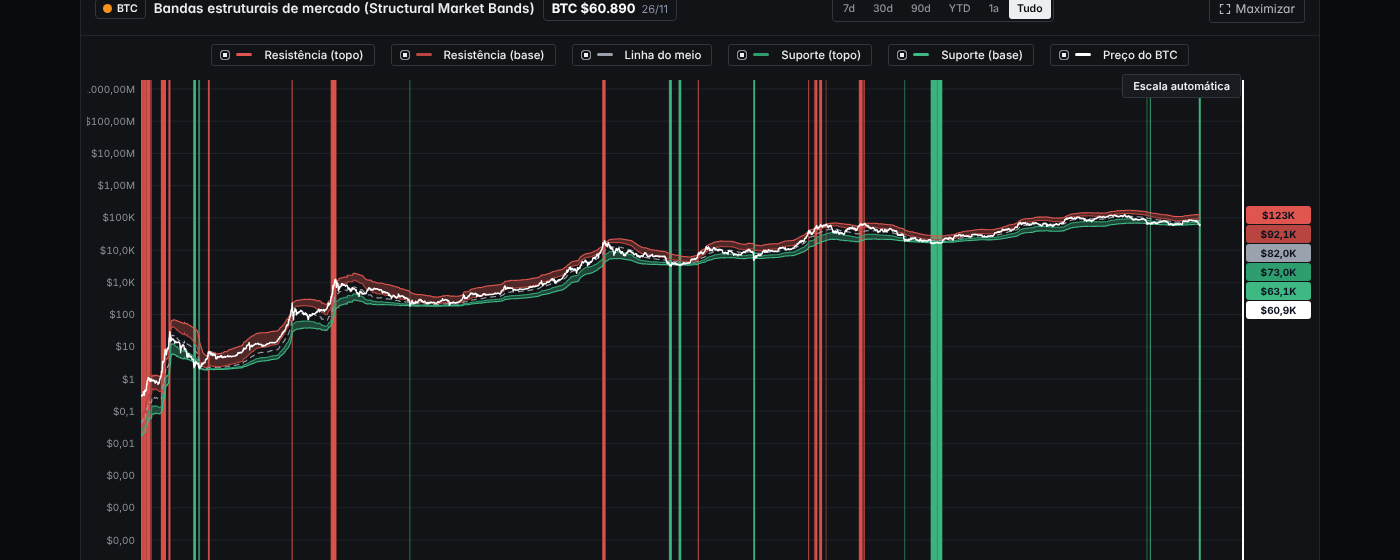 BTC Bandas estruturais de mercado (Structural Market Bands) BTC $60.890 26/11 7d 30d 90d YTD 1a Tudo Maximizar
Resistência (topo) Resistência (base) Linha do meio Suporte (topo) Suporte (base) Preço do BTC
Escala automática
.000,00M
$100,00M
$10,00M
$1,00M
$100K
$10,0K
$1,0K
$100
$10
$1
$0,1
$0,01
$0,00
$0,00
$0,00
$123K
$92,1K
$82,0K
$73,0K
$63,1K
$60,9K